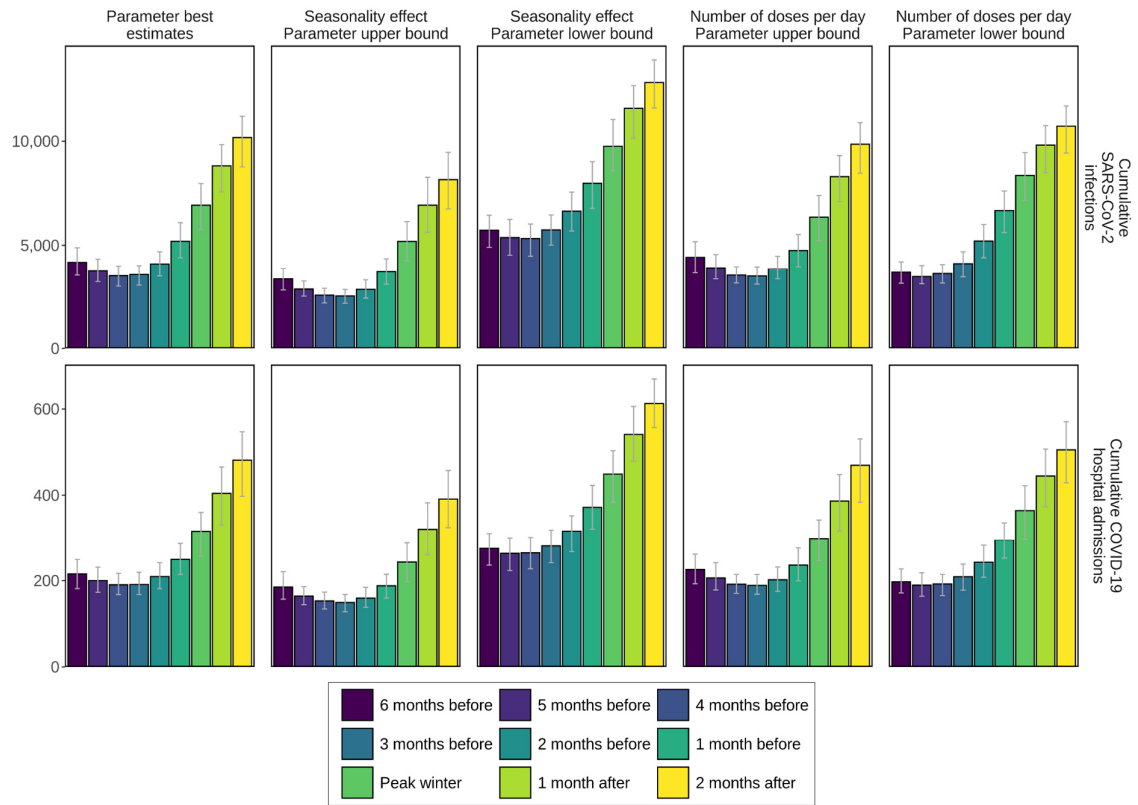 Parameter best
estimates
Seasonality effect
Parameter upper bound
Seasonality effect
Parameter lower bound
Number of doses per day
Parameter upper bound
Number of doses per day
Parameter lower bound
10,000
5,000
0
Cumulative
SARS-CoV-2
infections
600
400
200
0
Cumulative COVID-19
hospital admissions
6 months before
5 months before
4 months before
3 months before
2 months before
1 month before
Peak winter
1 month after
2 months after